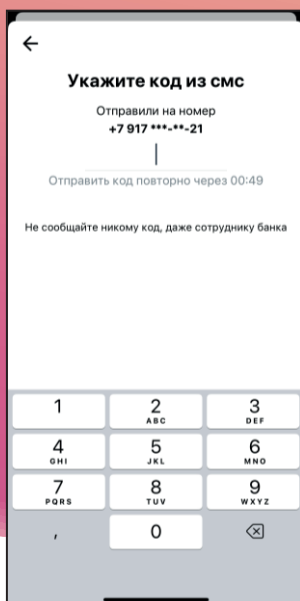 Укажите код из смс
Отправили на номер
+7 917 ***-**-21
Отправить код повторно через 00:49
Не сообщайте никому код, даже сотруднику банка
1 2 3
ABC DEF
4 5 6
GHI JKL MNO
7 8 9
PQRS TUV WXYZ
, 0